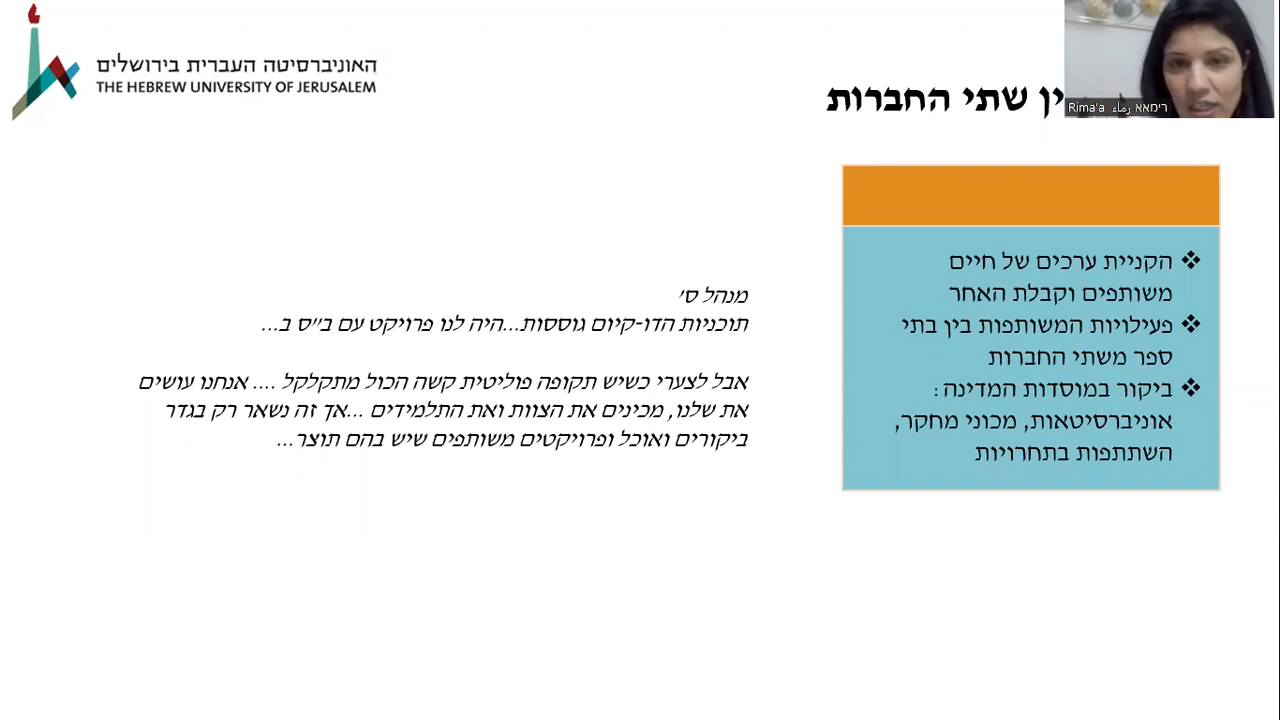 האוניברסיטה העברית בירושלים
THE HEBREW UNIVERSITY OF JERUSALEM
ין שתי החברות
Rima'a رماء רימאא
❖ הקניית ערכים של חיים
משותפים וקבלת האחר
❖ פעילויות המשותפות בין בתי
ספר משתי החברות
❖ ביקור במוסדות המדינה :
אוניברסיטאות, מכוני מחקר,
השתתפות בתחרויות
מנהל ס'
תוכניות הדו-קיום גוססות...היה לנו פרויקט עם ב"ס ב...
אבל לצערי כשיש תקופה פוליטית קשה הכול מתקלקל .... אנחנו עושים
את שלנו, מכינים את הצוות ואת התלמידים ...אך זה נשאר רק בגדר
ביקורים ואוכל ופרויקטים משותפים שיש בהם תוצר...